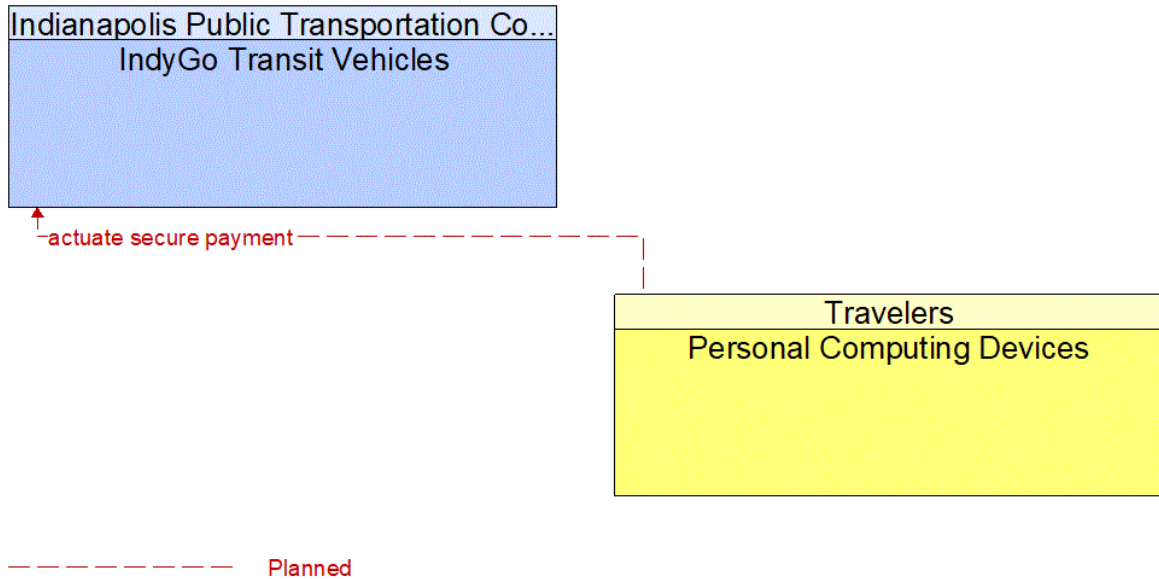 Indianapolis Public Transportation Co...
IndyGo Transit Vehicles
actuate secure payment
Travelers
Personal Computing Devices
Planned